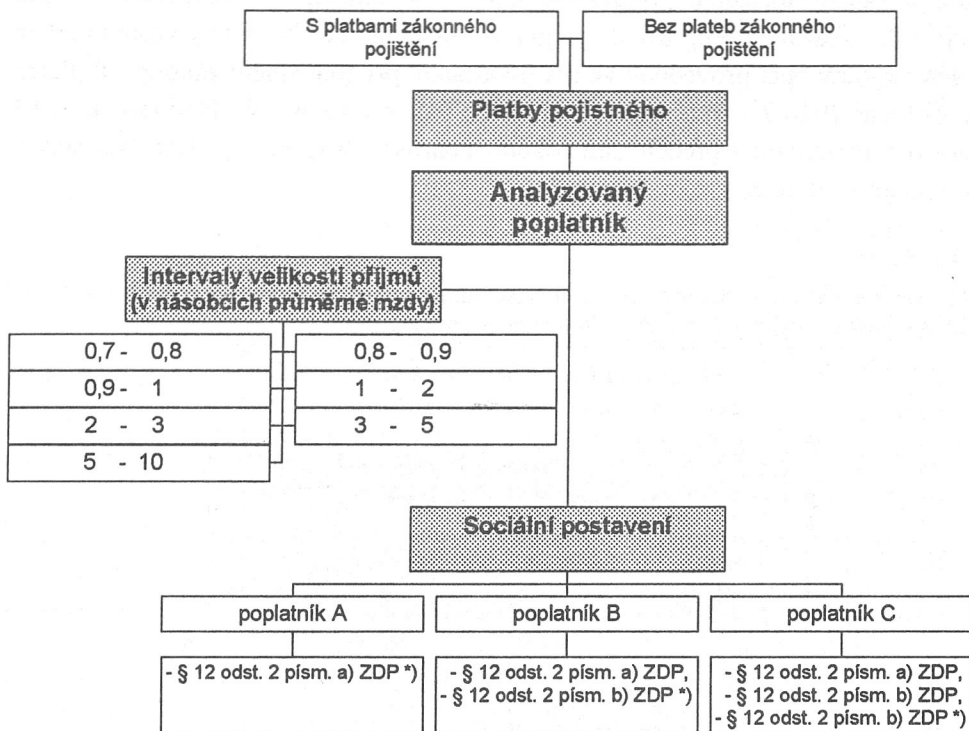 S platbami zákonného
pojištění
Bez plateb zákonného
pojištění
Platby pojistného
Analyzovaný
poplatník
Intervaly velikosti příjmů
(v násobcích průměrné mzdy)
0,7 - 0,8
0,8 - 0,9
0,9 - 1
1 - 2
2 - 3
3 - 5
5 - 10
Sociální postavení
poplatník A
poplatník B
poplatník C
- § 12 odst. 2 písm. a) ZDP *)
- § 12 odst. 2 písm. a) ZDP,
- § 12 odst. 2 písm. b) ZDP *)
- § 12 odst. 2 písm. a) ZDP,
- § 12 odst. 2 písm. b) ZDP,
- § 12 odst. 2 písm. b) ZDP *)